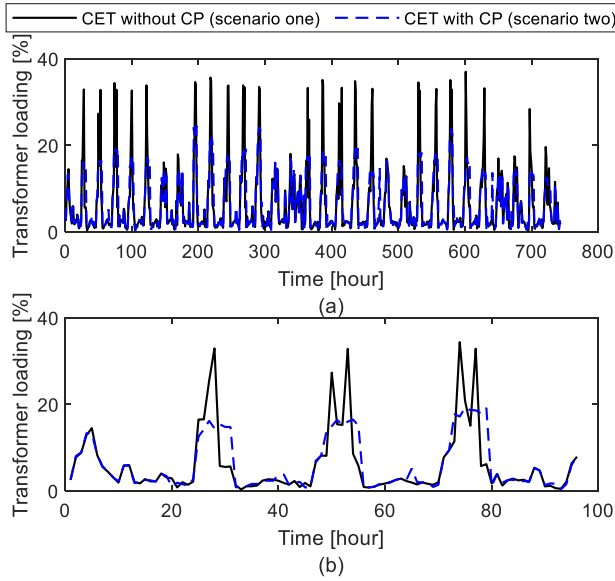 CET without CP (scenario one) CET with CP (scenario two)
Transformer loading [%]
40
20
0
0 100 200 300 400 500 600 700 800
Time [hour]
(a)
Transformer loading [%]
40
20
0
0 20 40 60 80 100
Time [hour]
(b)